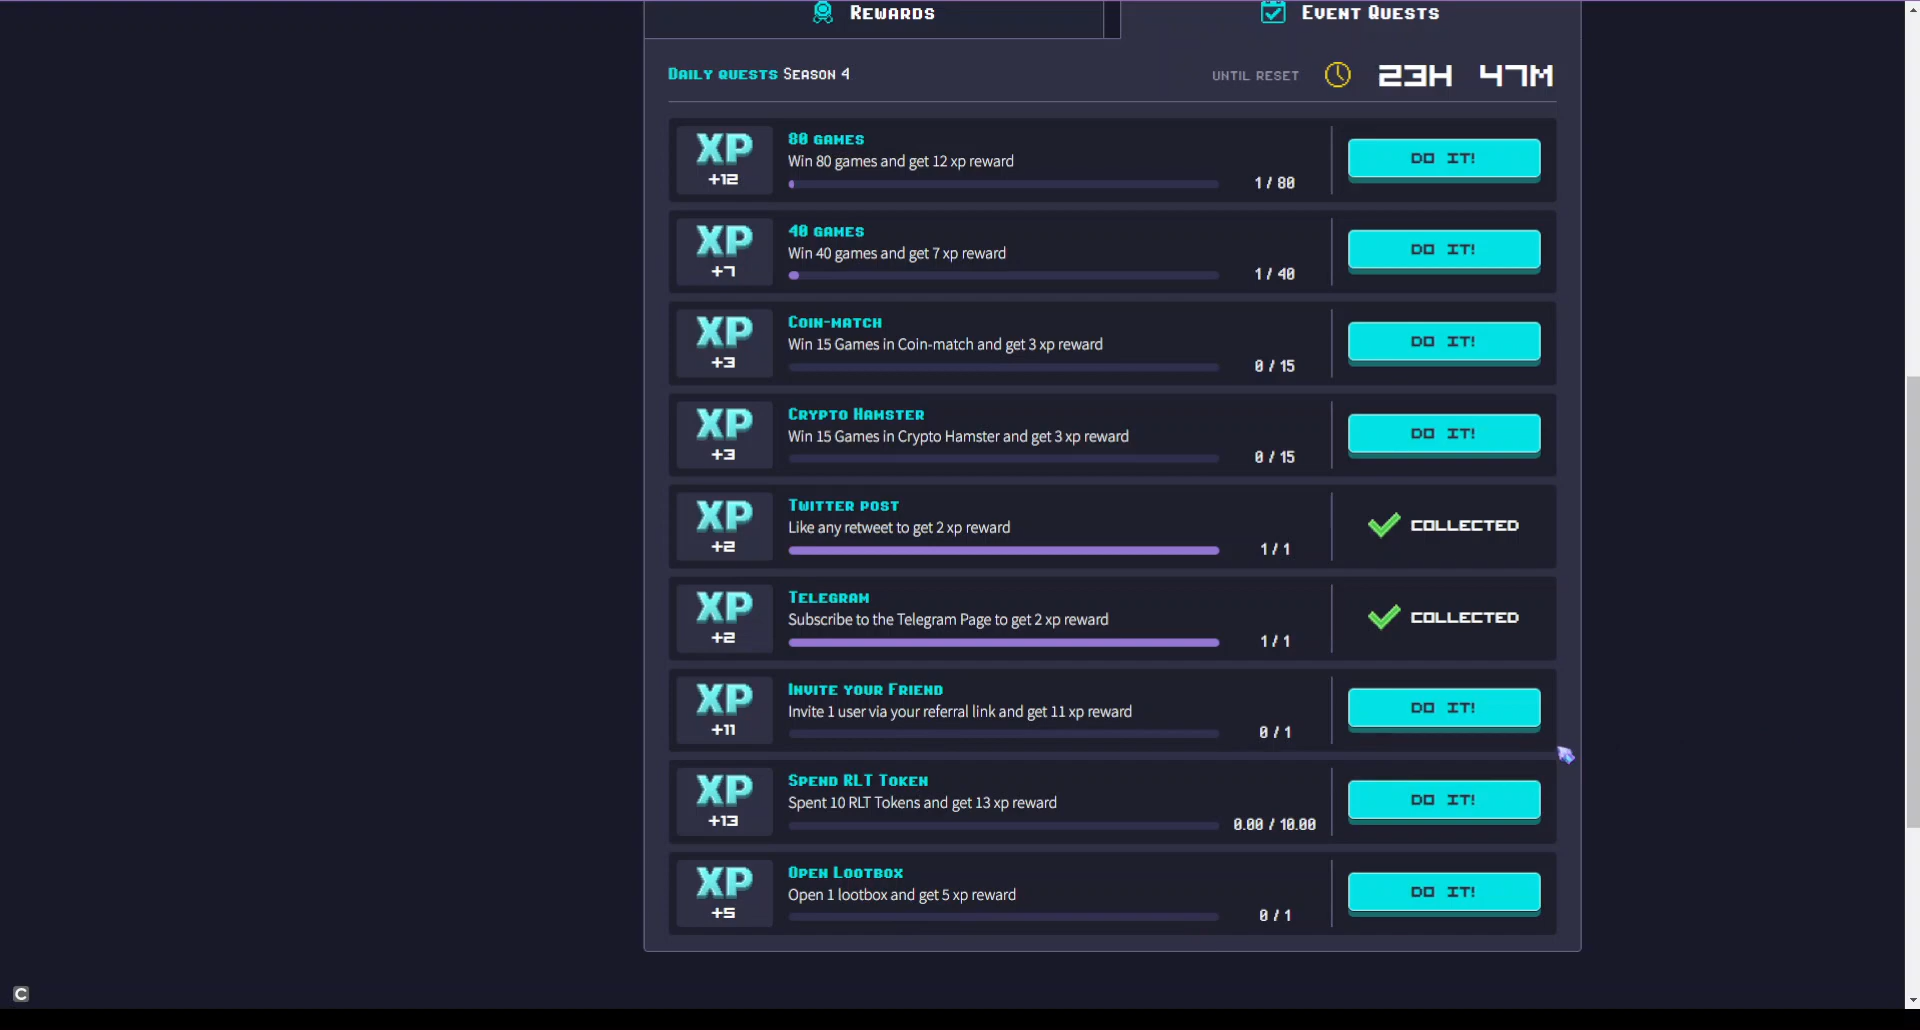 Rewards
Event Quests
Daily quests Season 4
UNTIL RESET 23H 47M
XP +12
80 games
Win 80 games and get 12 xp reward
1 / 80
DO IT!
XP +7
40 games
Win 40 games and get 7 xp reward
1 / 40
DO IT!
XP +3
Coin-match
Win 15 Games in Coin-match and get 3 xp reward
0 / 15
DO IT!
XP +3
Crypto Hamster
Win 15 Games in Crypto Hamster and get 3 xp reward
0 / 15
DO IT!
XP +2
Twitter post
Like any retweet to get 2 xp reward
1 / 1
COLLECTED
XP +2
Telegram
Subscribe to the Telegram Page to get 2 xp reward
1 / 1
COLLECTED
XP +11
Invite your Friend
Invite 1 user via your referral link and get 11 xp reward
0 / 1
DO IT!
XP +13
Spend RLT Token
Spent 10 RLT Tokens and get 13 xp reward
0.00 / 10.00
DO IT!
XP +5
Open Lootbox
Open 1 lootbox and get 5 xp reward
0 / 1
DO IT!
C